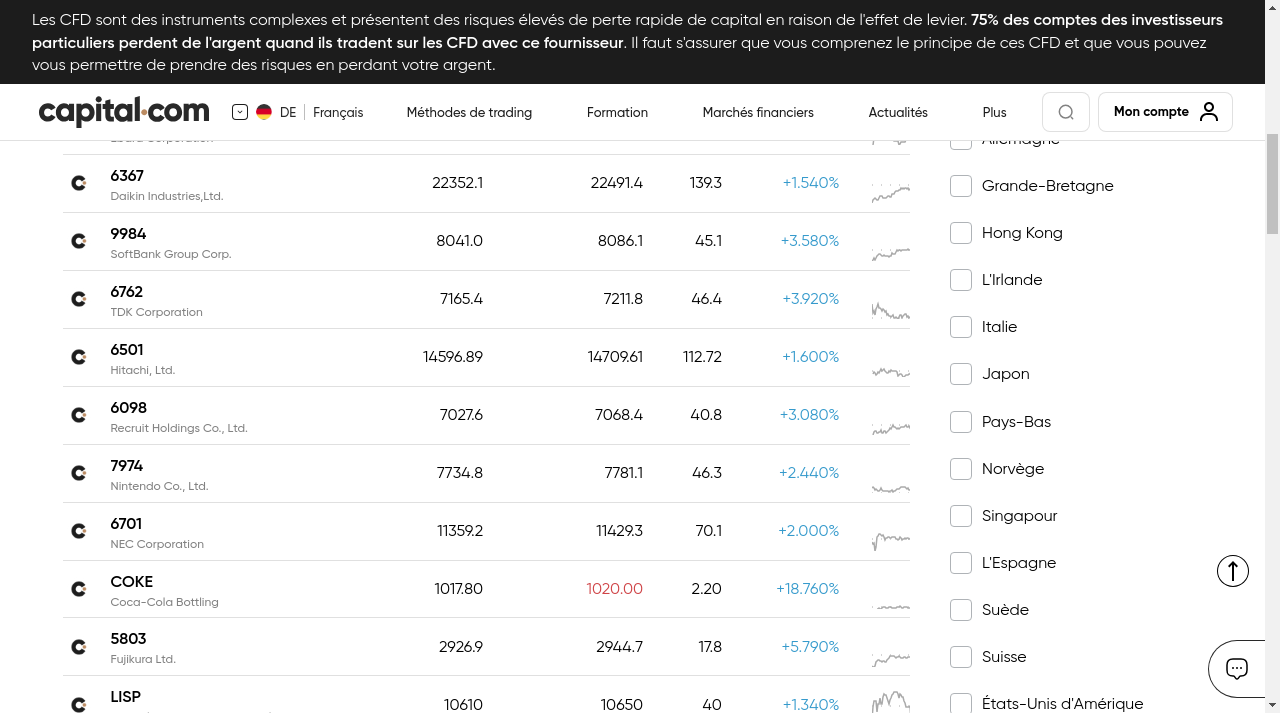 Les CFD sont des instruments complexes et présentent des risques élevés de perte rapide de capital en raison de l'effet de levier. 75% des comptes des investisseurs
particuliers perdent de l'argent quand ils tradent sur les CFD avec ce fournisseur. Il faut s'assurer que vous comprenez le principe de ces CFD et que vous pouvez
vous permettre de prendre des risques en perdant votre argent.
capital.com DE Français Méthodes de trading Formation Marchés financiers Actualités Plus Mon compte
6367 22352.1 22491.4 139.3 +1.540%
Daikin Industries,Ltd.
9984 8041.0 8086.1 45.1 +3.580%
SoftBank Group Corp.
6762 7165.4 7211.8 46.4 +3.920%
TDK Corporation
6501 14596.89 14709.61 112.72 +1.600%
Hitachi, Ltd.
6098 7027.6 7068.4 40.8 +3.080%
Recruit Holdings Co., Ltd.
7974 7734.8 7781.1 46.3 +2.440%
Nintendo Co., Ltd.
6701 11359.2 11429.3 70.1 +2.000%
NEC Corporation
COKE 1017.80 1020.00 2.20 +18.760%
Coca-Cola Bottling
5803 2926.9 2944.7 17.8 +5.790%
Fujikura Ltd.
LISP 10610 10650 40 +1.340%
Allemagne
Grande-Bretagne
Hong Kong
L'Irlande
Italie
Japon
Pays-Bas
Norvège
Singapour
L'Espagne
Suède
Suisse
États-Unis d'Amérique